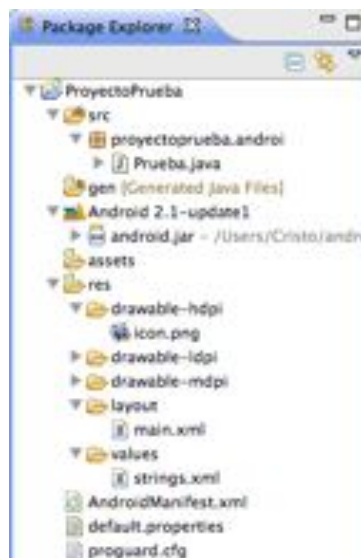 Package Explorer
ProyectoPrueba
src
proyectoprueba.androi
Prueba.java
gen [Generated Java Files]
Android 2.1-update1
android.jar - /Users/Cristo/andr
assets
res
drawable-hdpi
icon.png
drawable-ldpi
drawable-mdpi
layout
main.xml
values
strings.xml
AndroidManifest.xml
default.properties
proguard.cfg